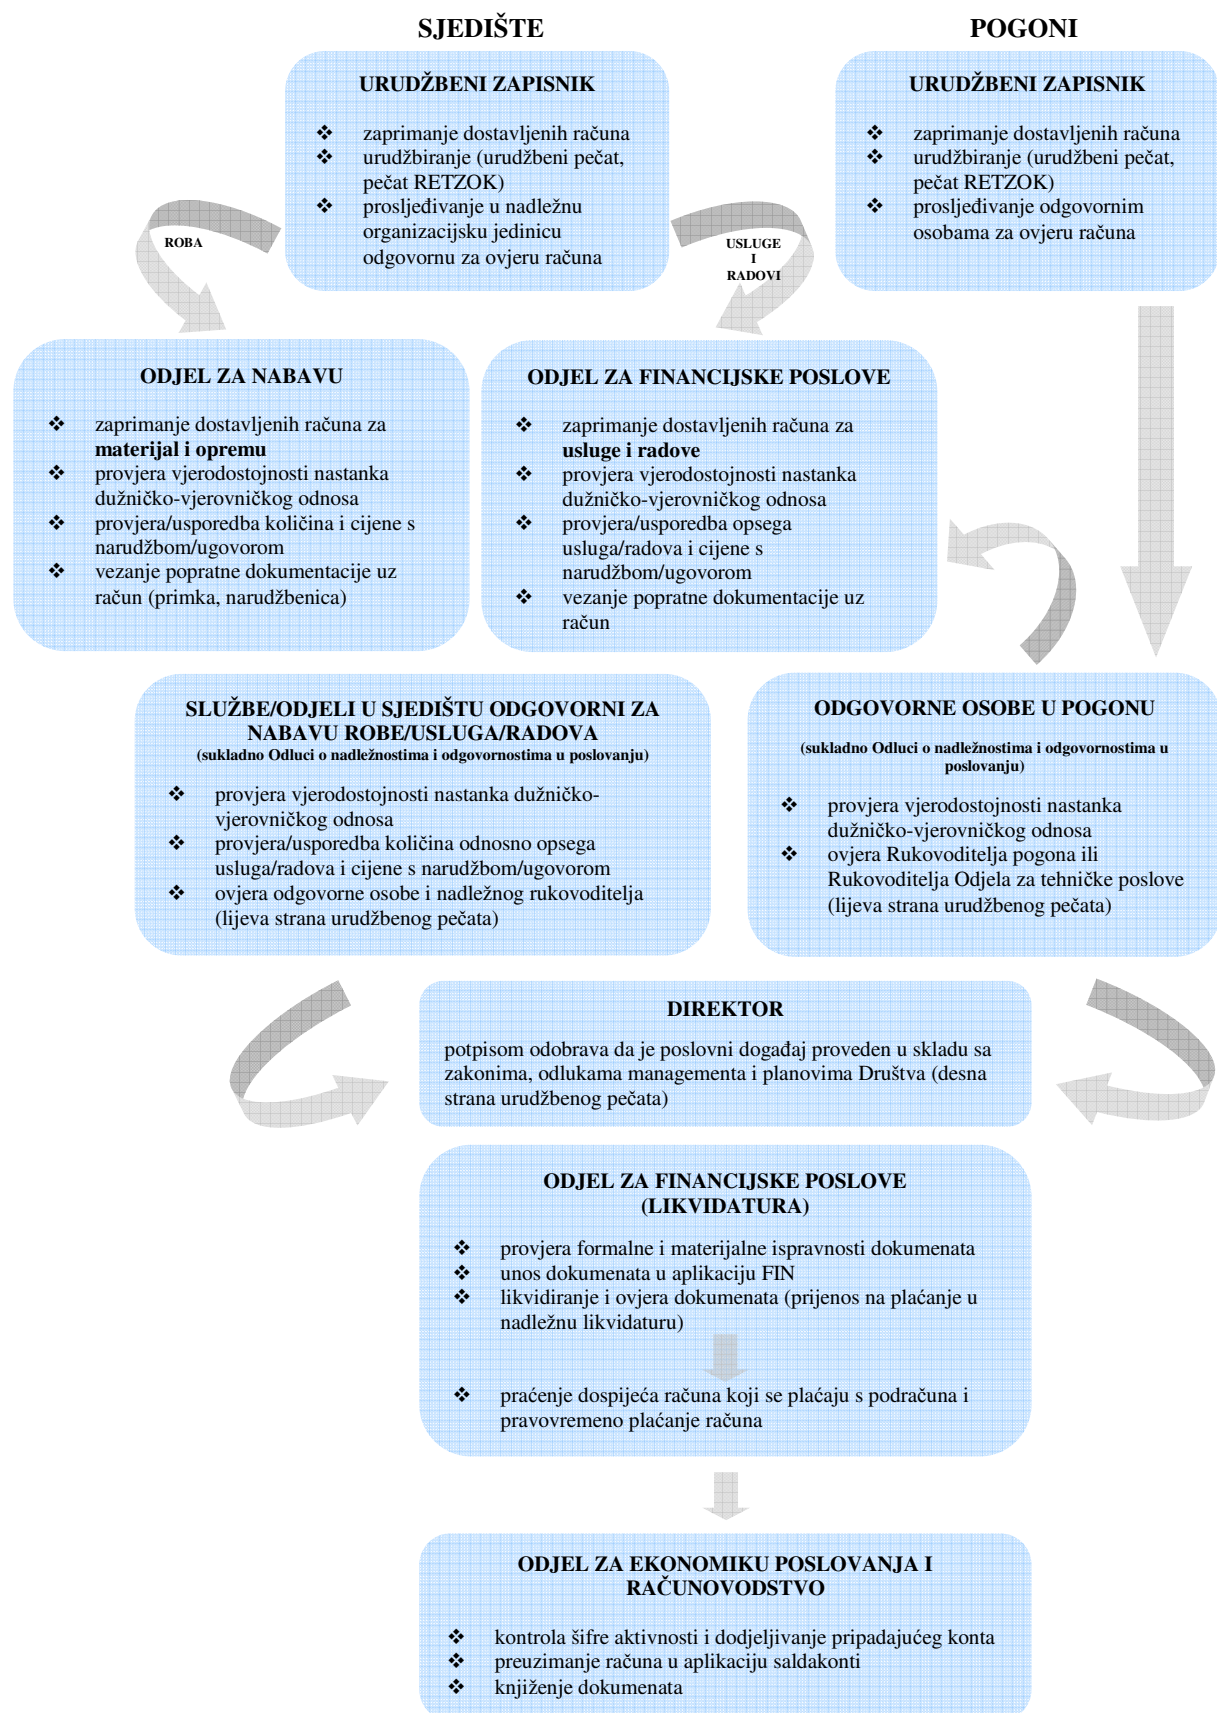 SJEDIŠTE
POGONI
URUDŽBENI ZAPISNIK
❖ zaprimanje dostavljenih računa
❖ urudžbiranje (urudžbeni pečat,
pečat RETZOK)
❖ prosljeđivanje u nadležnu
organizacijsku jedinicu
odgovornu za ovjeru računa
URUDŽBENI ZAPISNIK
❖ zaprimanje dostavljenih računa
❖ urudžbiranje (urudžbeni pečat,
pečat RETZOK)
❖ prosljeđivanje odgovornim
osobama za ovjeru računa
ROBA
USLUGE
I
RADOVI
ODJEL ZA NABAVU
❖ zaprimanje dostavljenih računa za
materijal i opremu
❖ provjera vjerodostojnosti nastanka
dužničko-vjerovničkog odnosa
❖ provjera/usporedba količina i cijene s
narudžbom/ugovorom
❖ vezanje popratne dokumentacije uz
račun (primka, narudžbenica)
ODJEL ZA FINANCIJSKE POSLOVE
❖ zaprimanje dostavljenih računa za
usluge i radove
❖ provjera vjerodostojnosti nastanka
dužničko-vjerovničkog odnosa
❖ provjera/usporedba opsega
usluga/radova i cijene s
narudžbom/ugovorom
❖ vezanje popratne dokumentacije uz
račun
SLUŽBE/ODJELI U SJEDIŠTU ODGOVORNI ZA
NABAVU ROBE/USLUGA/RADOVA
(sukladno Odluci o nadležnostima i odgovornostima u poslovanju)
❖ provjera vjerodostojnosti nastanka dužničko-
vjerovničkog odnosa
❖ provjera/usporedba količina odnosno opsega
usluga/radova i cijene s narudžbom/ugovorom
❖ ovjera odgovorne osobe i nadležnog rukovoditelja
(lijeva strana urudžbenog pečata)
ODGOVORNE OSOBE U POGONU
(sukladno Odluci o nadležnostima i odgovornostima u
poslovanju)
❖ provjera vjerodostojnosti nastanka
dužničko-vjerovničkog odnosa
❖ ovjera Rukovoditelja pogona ili
Rukovoditelja Odjela za tehničke poslove
(lijeva strana urudžbenog pečata)
DIREKTOR
potpisom odobrava da je poslovni događaj proveden u skladu sa
zakonima, odlukama managementa i planovima Društva (desna
strana urudžbenog pečata)
ODJEL ZA FINANCIJSKE POSLOVE
(LIKVIDATURA)
❖ provjera formalne i materijalne ispravnosti dokumenata
❖ unos dokumenata u aplikaciju FIN
❖ likvidiranje i ovjera dokumenata (prijenos na plaćanje u
nadležnu likvidaturu)
❖ praćenje dospijeća računa koji se plaćaju s podračuna i
pravovremeno plaćanje računa
ODJEL ZA EKONOMIKU POSLOVANJA I
RAČUNOVODSTVO
❖ kontrola šifre aktivnosti i dodjeljivanje pripadajućeg konta
❖ preuzimanje računa u aplikaciju saldakonti
❖ knjiženje dokumenata